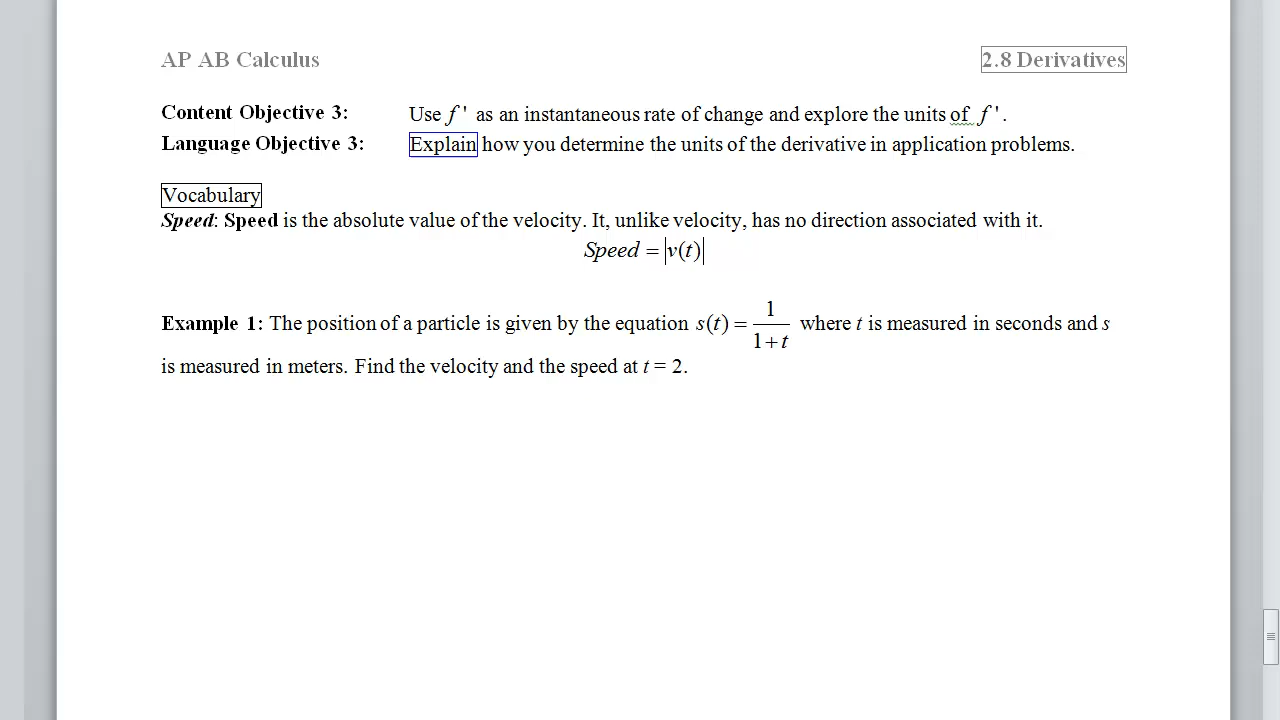 AP AB Calculus 2.8 Derivatives
Content Objective 3: Use f ' as an instantaneous rate of change and explore the units of f '.
Language Objective 3: Explain how you determine the units of the derivative in application problems.
Vocabulary
Speed: Speed is the absolute value of the velocity. It, unlike velocity, has no direction associated with it.
Speed = |v(t)|
Example 1: The position of a particle is given by the equation s(t) = 1/(1+t) where t is measured in seconds and s
is measured in meters. Find the velocity and the speed at t = 2.